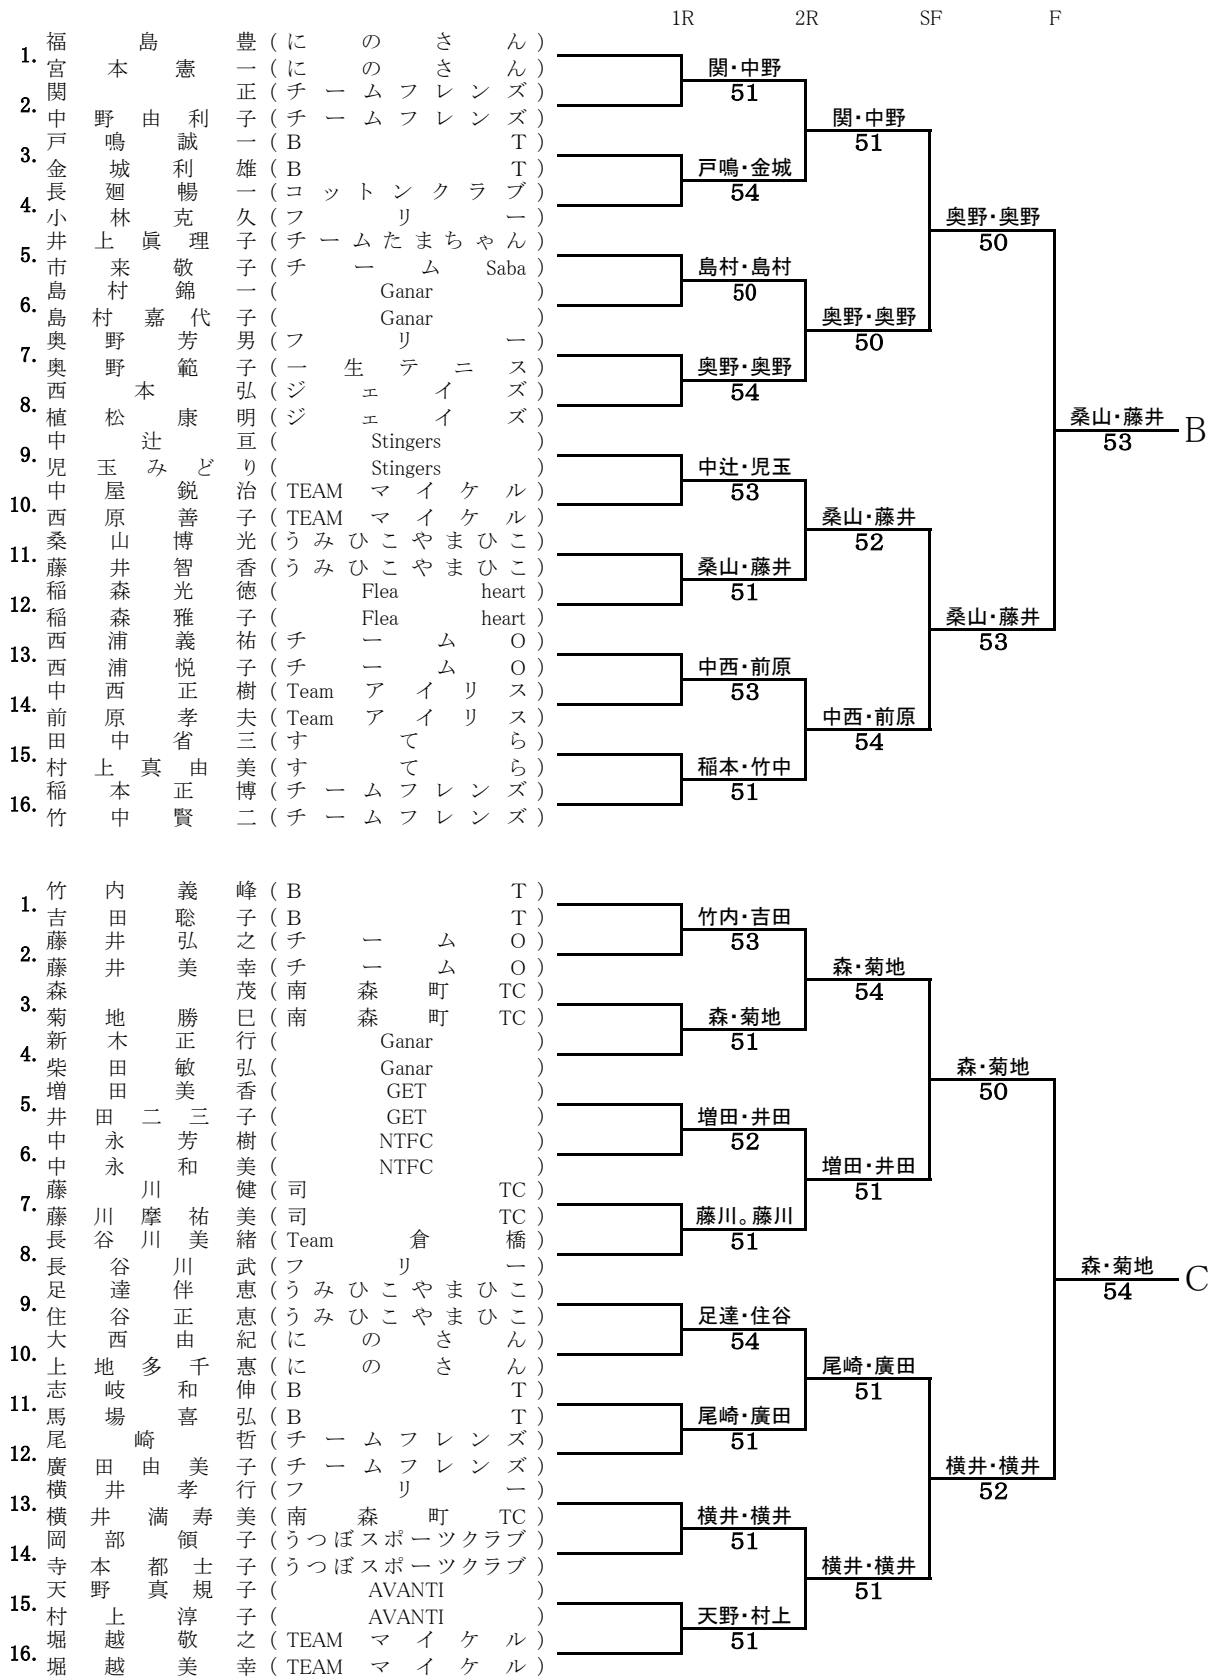 1R 2R SF F
1. 福島豊(にのさん)
宮本憲一(にのさん)
関・中野
51
2. 関正(チームフレンズ)
中野由利子(チームフレンズ)
関・中野
51
3. 戸鳴誠一(BT)
金城利雄(BT)
戸鳴・金城
54
4. 長廻暢一(コットンクラブ)
小林克久(フリー)
奥野・奥野
50
5. 井上眞理子(チームたまちゃん)
市来敬子(チームSaba)
島村・島村
50
6. 島村錦一(Ganar)
島村嘉代子(Ganar)
奥野・奥野
50
7. 奥野芳男(フリー)
奥野範子(一生テニス)
奥野・奥野
54
8. 西本弘(ジェイズ)
植松康明(ジェイズ)
桑山・藤井
53
B
9. 中辻亘(Stingers)
児玉みどり(Stingers)
中辻・児玉
53
10. 中屋鋭治(TEAMマイケル)
西原善子(TEAMマイケル)
桑山・藤井
52
11. 桑山博光(うみひこやまひこ)
藤井智香(うみひこやまひこ)
桑山・藤井
51
12. 稲森光徳(Flea heart)
稲森雅子(Flea heart)
桑山・藤井
53
13. 西浦義祐(チームO)
西浦悦子(チームO)
中西・前原
53
14. 中西正樹(Teamアイリス)
前原孝夫(Teamアイリス)
中西・前原
54
15. 田中省三(すてら)
村上真由美(すてら)
稲本・竹中
51
16. 稲本正博(チームフレンズ)
竹中賢二(チームフレンズ)
1. 竹内義峰(BT)
吉田聡子(BT)
竹内・吉田
53
2. 藤井弘之(チームO)
藤井美幸(チームO)
森・菊地
54
3. 森茂(南森町TC)
菊地勝巳(南森町TC)
森・菊地
51
4. 新木正行(Ganar)
柴田敏弘(Ganar)
森・菊地
50
5. 増田美香(GET)
井田二三子(GET)
増田・井田
52
6. 中永芳樹(NTFC)
中永和美(NTFC)
増田・井田
51
7. 藤川健(司TC)
藤川摩祐美(司TC)
藤川。藤川
51
8. 長谷川美緒(Team倉橋)
長谷川武(フリー)
森・菊地
54
C
9. 足達伴恵(うみひこやまひこ)
住谷正恵(うみひこやまひこ)
足達・住谷
54
10. 大西由紀(にのさん)
上地多千惠(にのさん)
尾崎・廣田
51
11. 志岐和伸(BT)
馬場喜弘(BT)
尾崎・廣田
51
12. 尾崎哲(チームフレンズ)
廣田由美子(チームフレンズ)
横井・横井
52
13. 横井孝行(フリー)
横井満寿美(南森町TC)
横井・横井
51
14. 岡部領子(うつぼスポーツクラブ)
寺本都士子(うつぼスポーツクラブ)
横井・横井
51
15. 天野真規子(AVANTI)
村上淳子(AVANTI)
天野・村上
51
16. 堀越敬之(TEAMマイケル)
堀越美幸(TEAMマイケル)